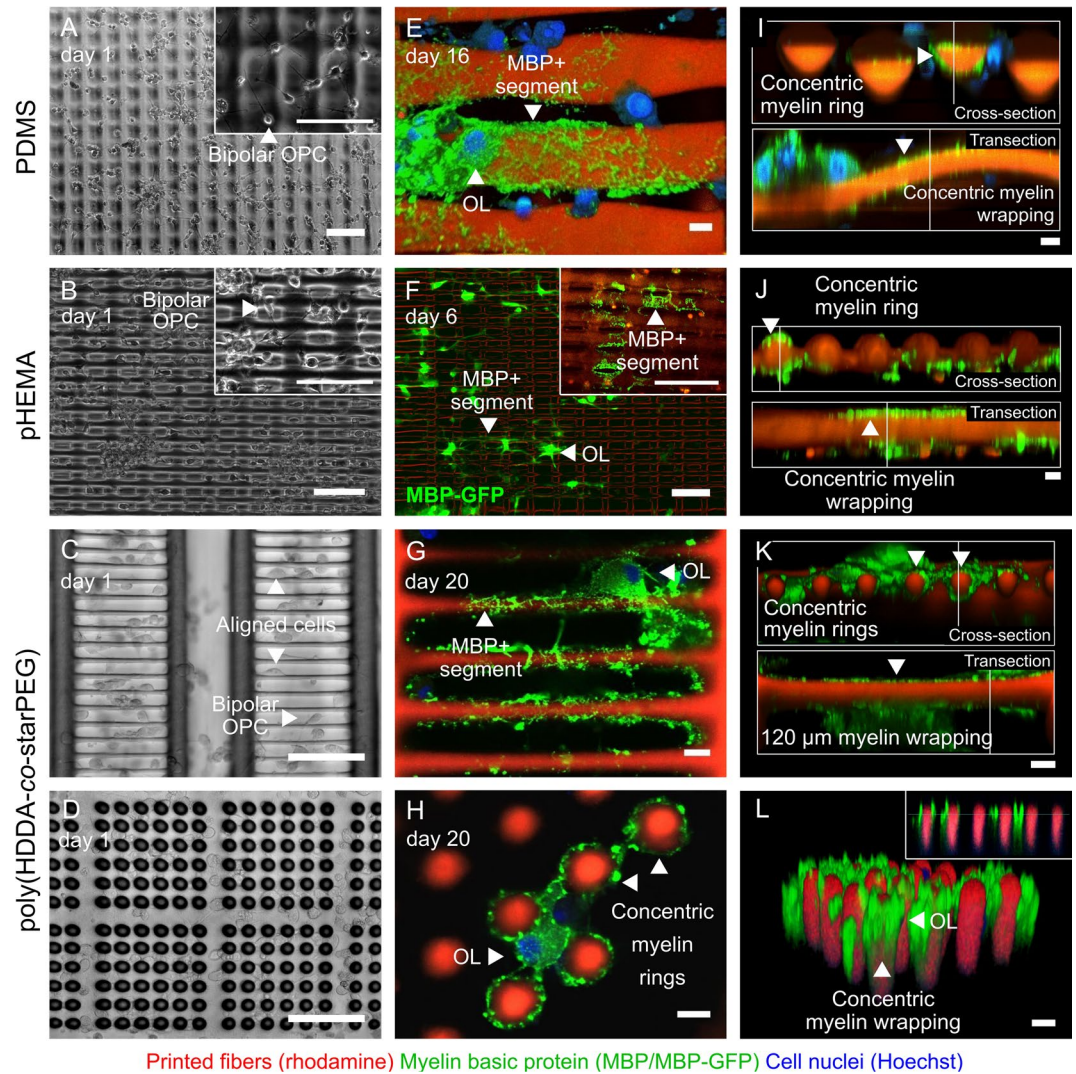 PDMS
A
day 1
Bipolar OPC
E
day 16
MBP+
segment
OL
I
Concentric
myelin ring
Cross-section
Transection
Concentric myelin
wrapping
pHEMA
B
day 1
Bipolar
OPC
F
day 6
MBP+
segment
MBP+
segment
OL
MBP-GFP
J
Concentric
myelin ring
Cross-section
Transection
Concentric myelin
wrapping
poly(HDDA-co-starPEG)
C
day 1
Aligned cells
Bipolar
OPC
G
day 20
OL
MBP+
segment
K
Concentric
myelin rings
Cross-section
Transection
120 µm myelin wrapping
D
day 1
H
day 20
OL
Concentric
myelin
rings
L
OL
Concentric
myelin wrapping
Printed fibers (rhodamine) Myelin basic protein (MBP/MBP-GFP) Cell nuclei (Hoechst)